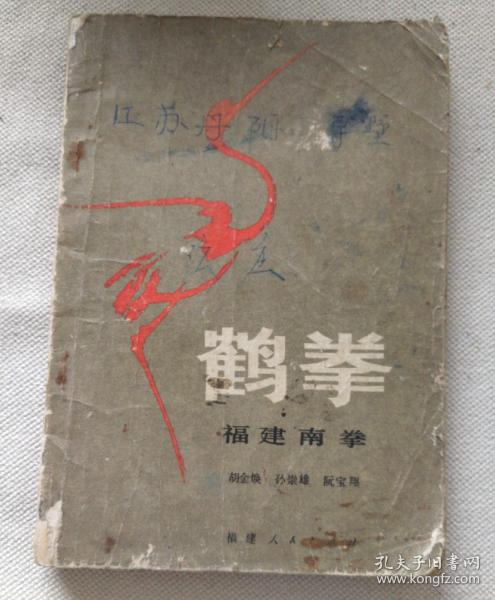 江苏丹
鹤拳
福建南拳
胡金焕 孙崇雄 阮宝翔
福建人
孔夫子旧书网
www.kongfz.com